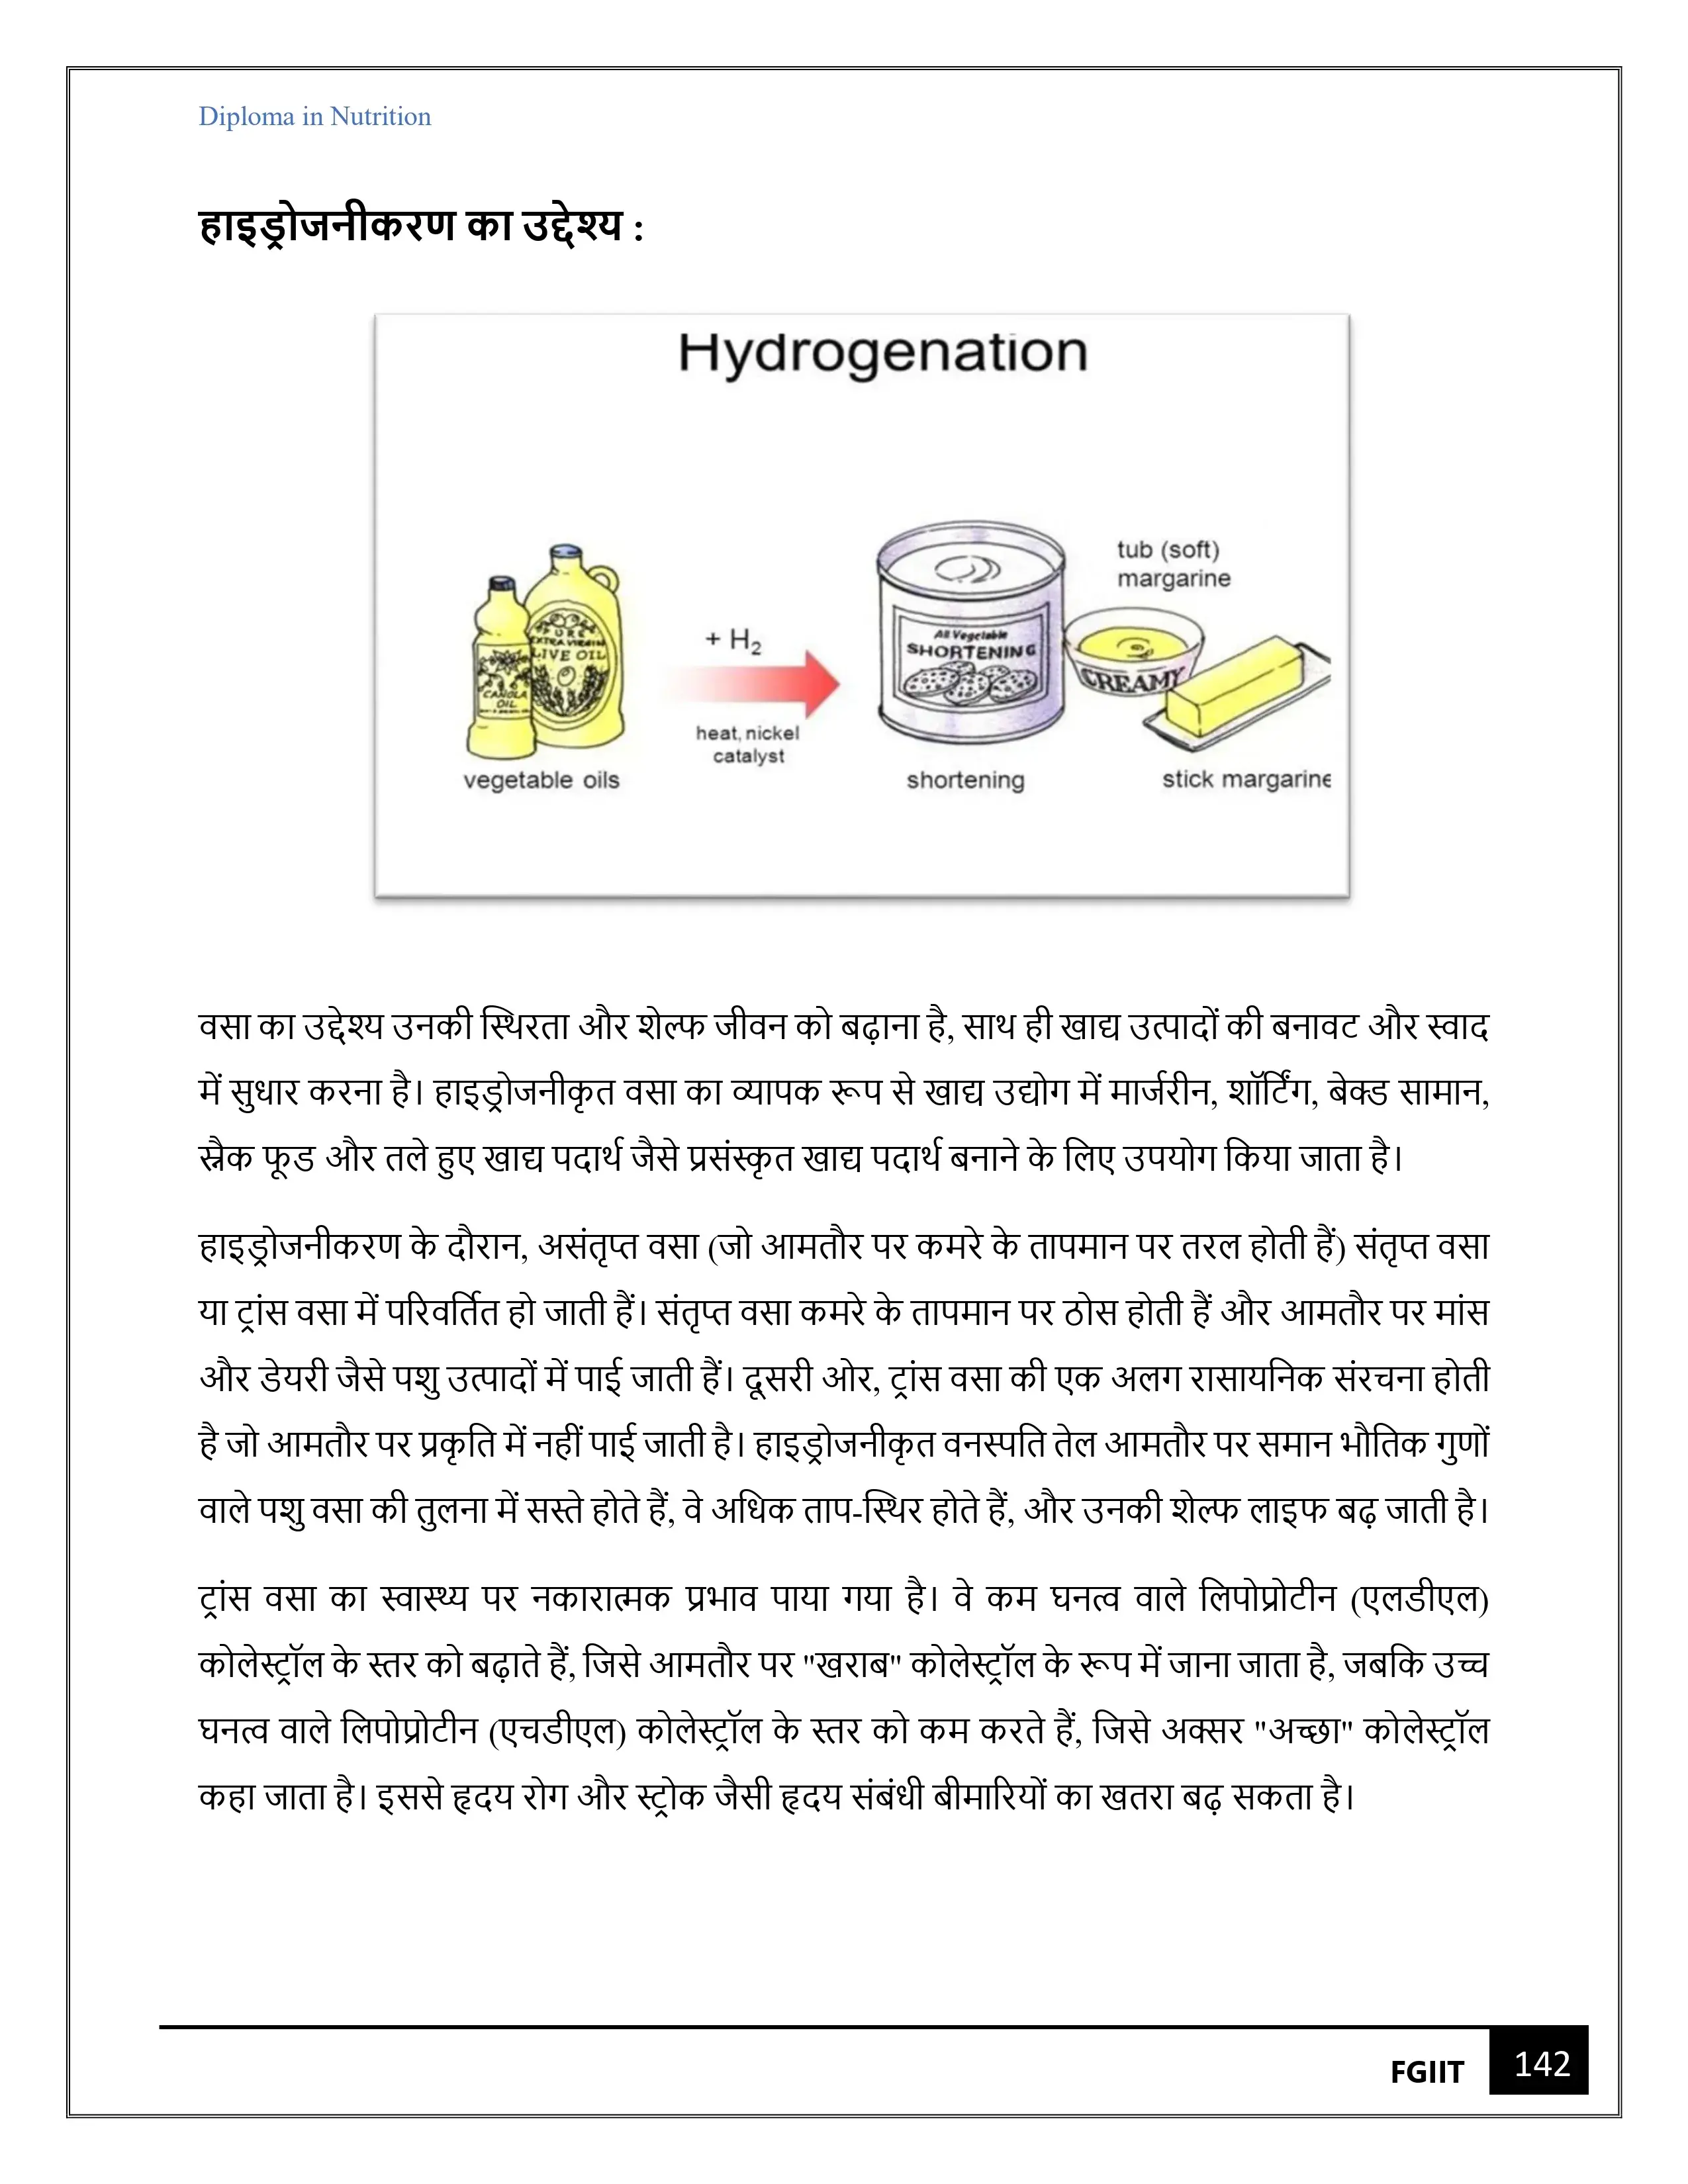 Diploma in Nutrition
हाइड्रोजनीकरण का उद्देश्य :
Hydrogenation
tub (soft)
margarine
+ H₂
All Vegetable
SHORTENING
PURE
EXTRA VIRGIN
LIVE OIL
CANOLA
OIL
CREAMY
heat, nickel
catalyst
vegetable oils
shortening
stick margarine
वसा का उद्देश्य उनकी स्थिरता और शेल्फ जीवन को बढ़ाना है, साथ ही खाद्य उत्पादों की बनावट और स्वाद
में सुधार करना है। हाइड्रोजनीकृत वसा का व्यापक रूप से खाद्य उद्योग में मार्जरीन, शॉर्टिंग, बेक्ड सामान,
स्नैक फूड और तले हुए खाद्य पदार्थ जैसे प्रसंस्कृत खाद्य पदार्थ बनाने के लिए उपयोग किया जाता है।
हाइड्रोजनीकरण के दौरान, असंतृप्त वसा (जो आमतौर पर कमरे के तापमान पर तरल होती हैं) संतृप्त वसा
या ट्रांस वसा में परिवर्तित हो जाती हैं। संतृप्त वसा कमरे के तापमान पर ठोस होती हैं और आमतौर पर मांस
और डेयरी जैसे पशु उत्पादों में पाई जाती हैं। दूसरी ओर, ट्रांस वसा की एक अलग रासायनिक संरचना होती
है जो आमतौर पर प्रकृति में नहीं पाई जाती है। हाइड्रोजनीकृत वनस्पति तेल आमतौर पर समान भौतिक गुणों
वाले पशु वसा की तुलना में सस्ते होते हैं, वे अधिक ताप-स्थिर होते हैं, और उनकी शेल्फ लाइफ बढ़ जाती है।
ट्रांस वसा का स्वास्थ्य पर नकारात्मक प्रभाव पाया गया है। वे कम घनत्व वाले लिपोप्रोटीन (एलडीएल)
कोलेस्ट्रॉल के स्तर को बढ़ाते हैं, जिसे आमतौर पर "खराब" कोलेस्ट्रॉल के रूप में जाना जाता है, जबकि उच्च
घनत्व वाले लिपोप्रोटीन (एचडीएल) कोलेस्ट्रॉल के स्तर को कम करते हैं, जिसे अक्सर "अच्छा" कोलेस्ट्रॉल
कहा जाता है। इससे हृदय रोग और स्ट्रोक जैसी हृदय संबंधी बीमारियों का खतरा बढ़ सकता है।
FGIIT 142